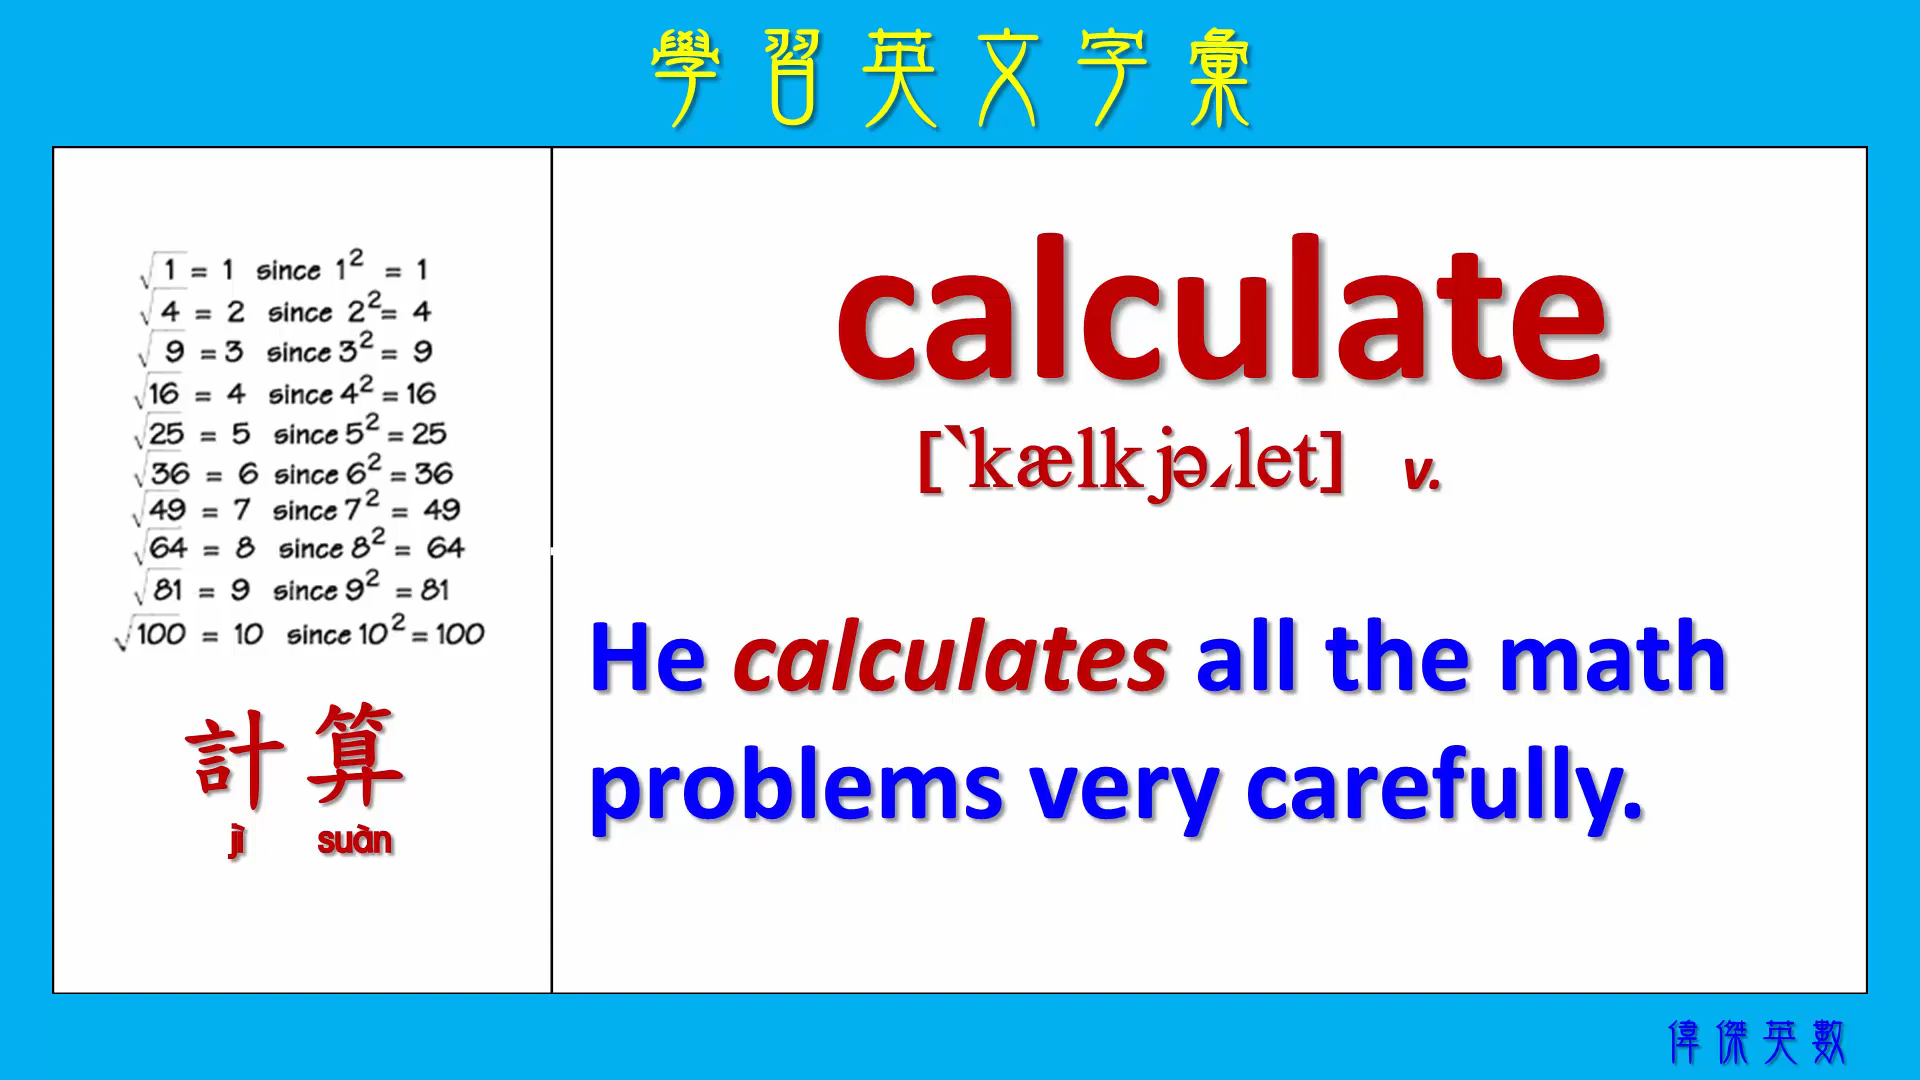 學習英文字彙
√1 = 1 since 1² = 1
√4 = 2 since 2² = 4
√9 = 3 since 3² = 9
√16 = 4 since 4² = 16
√25 = 5 since 5² = 25
√36 = 6 since 6² = 36
√49 = 7 since 7² = 49
√64 = 8 since 8² = 64
√81 = 9 since 9² = 81
√100 = 10 since 10² = 100
計算
jì suàn
calculate
[ˋkælkjəˏlet] v.
He calculates all the math
problems very carefully.
偉傑英數